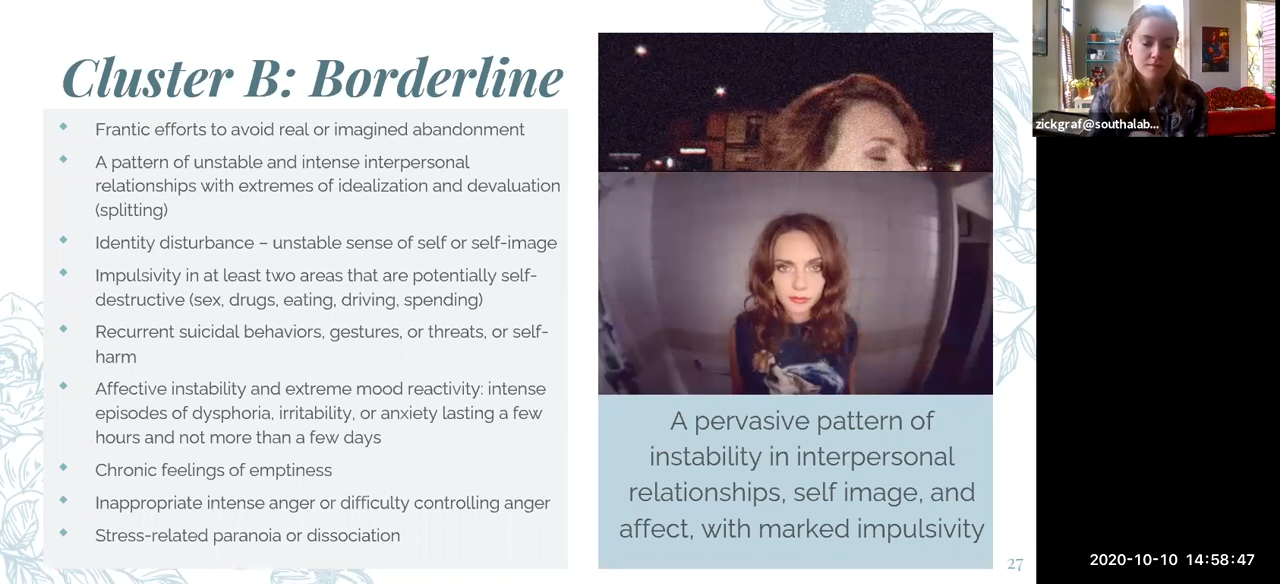 Cluster B: Borderline
Frantic efforts to avoid real or imagined abandonment
A pattern of unstable and intense interpersonal
relationships with extremes of idealization and devaluation
(splitting)
Identity disturbance – unstable sense of self or self-image
Impulsivity in at least two areas that are potentially self-
destructive (sex, drugs, eating, driving, spending)
Recurrent suicidal behaviors, gestures, or threats, or self-
harm
Affective instability and extreme mood reactivity: intense
episodes of dysphoria, irritability, or anxiety lasting a few
hours and not more than a few days
Chronic feelings of emptiness
Inappropriate intense anger or difficulty controlling anger
Stress-related paranoia or dissociation
A pervasive pattern of
instability in interpersonal
relationships, self image, and
affect, with marked impulsivity
27
zickgraf@southalab...
2020-10-10 14:58:47